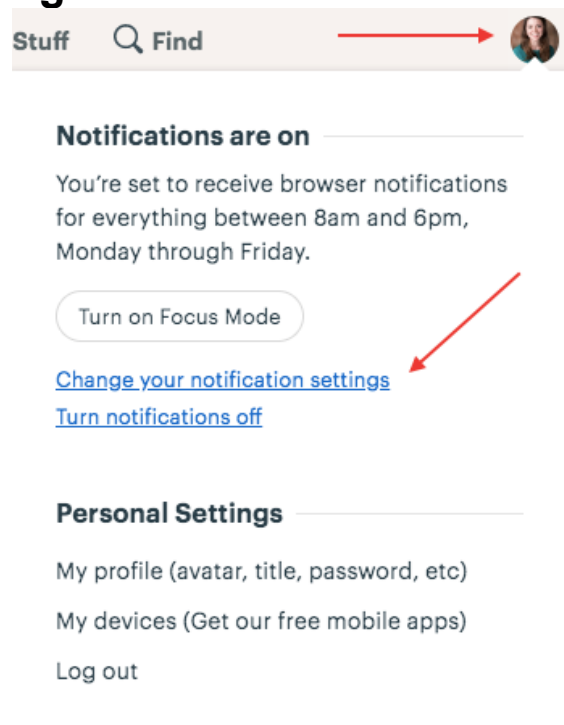 Stuff Find
Notifications are on
You're set to receive browser notifications
for everything between 8am and 6pm,
Monday through Friday.
Turn on Focus Mode
Change your notification settings
Turn notifications off
Personal Settings
My profile (avatar, title, password, etc)
My devices (Get our free mobile apps)
Log out